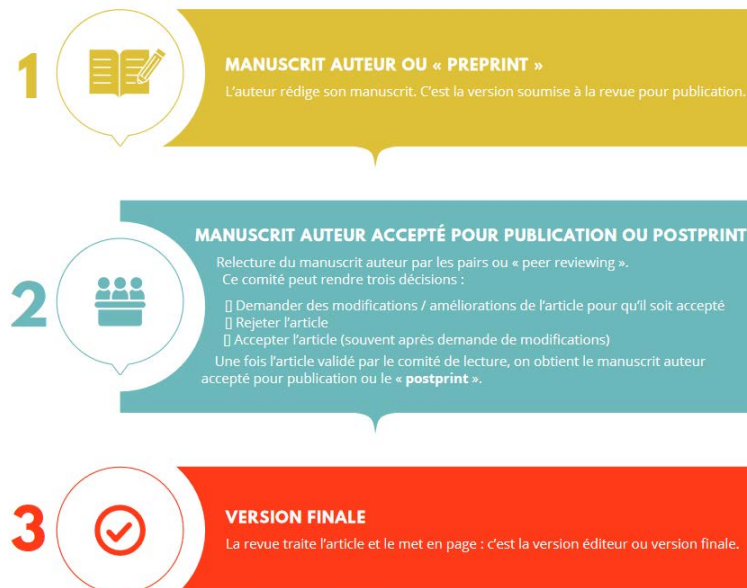 1
MANUSCRIT AUTEUR OU « PREPRINT »
L'auteur rédige son manuscrit. C'est la version soumise à la revue pour publication.
2
MANUSCRIT AUTEUR ACCEPTÉ POUR PUBLICATION OU POSTPRINT
Relecture du manuscrit auteur par les pairs ou « peer reviewing ».
Ce comité peut rendre trois décisions :
[] Demander des modifications / améliorations de l'article pour qu'il soit accepté
[] Rejeter l'article
[] Accepter l'article (souvent après demande de modifications)
Une fois l'article validé par le comité de lecture, on obtient le manuscrit auteur
accepté pour publication ou le « postprint ».
3
VERSION FINALE
La revue traite l'article et le met en page : c'est la version éditeur ou version finale.